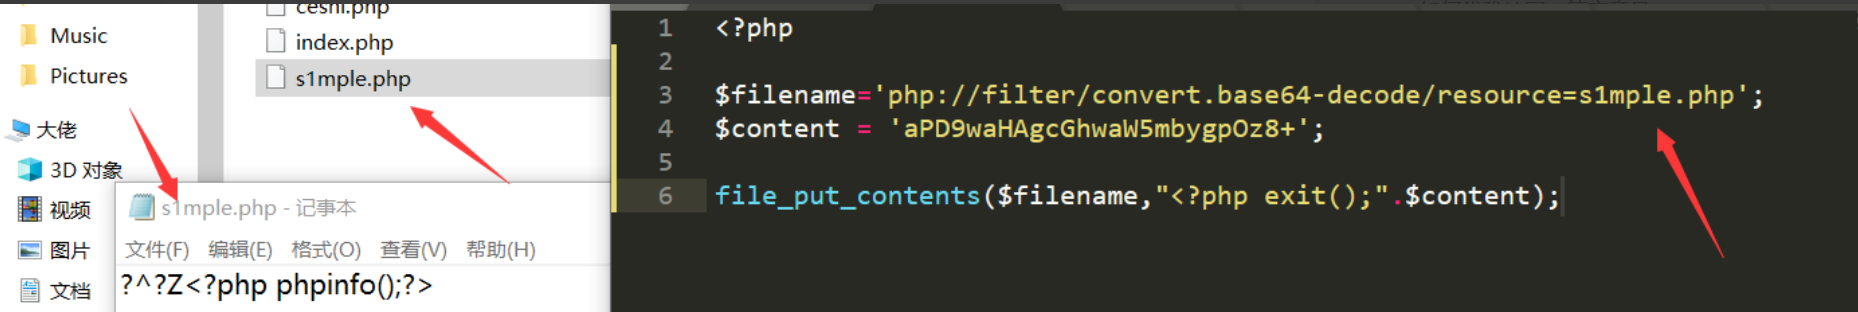 Music
Pictures
大佬
3D 对象
视频
图片
文档
ceshi.php
index.php
s1mple.php
s1mple.php - 记事本
文件(F) 编辑(E) 格式(O) 查看(V) 帮助(H)
?^?Z<?php phpinfo();?>
1 <?php
2
3 $filename='php://filter/convert.base64-decode/resource=s1mple.php';
4 $content = 'aPD9waHAgcGhwaW5mbygpOz8+';
5
6 file_put_contents($filename,"<?php exit();".$content);